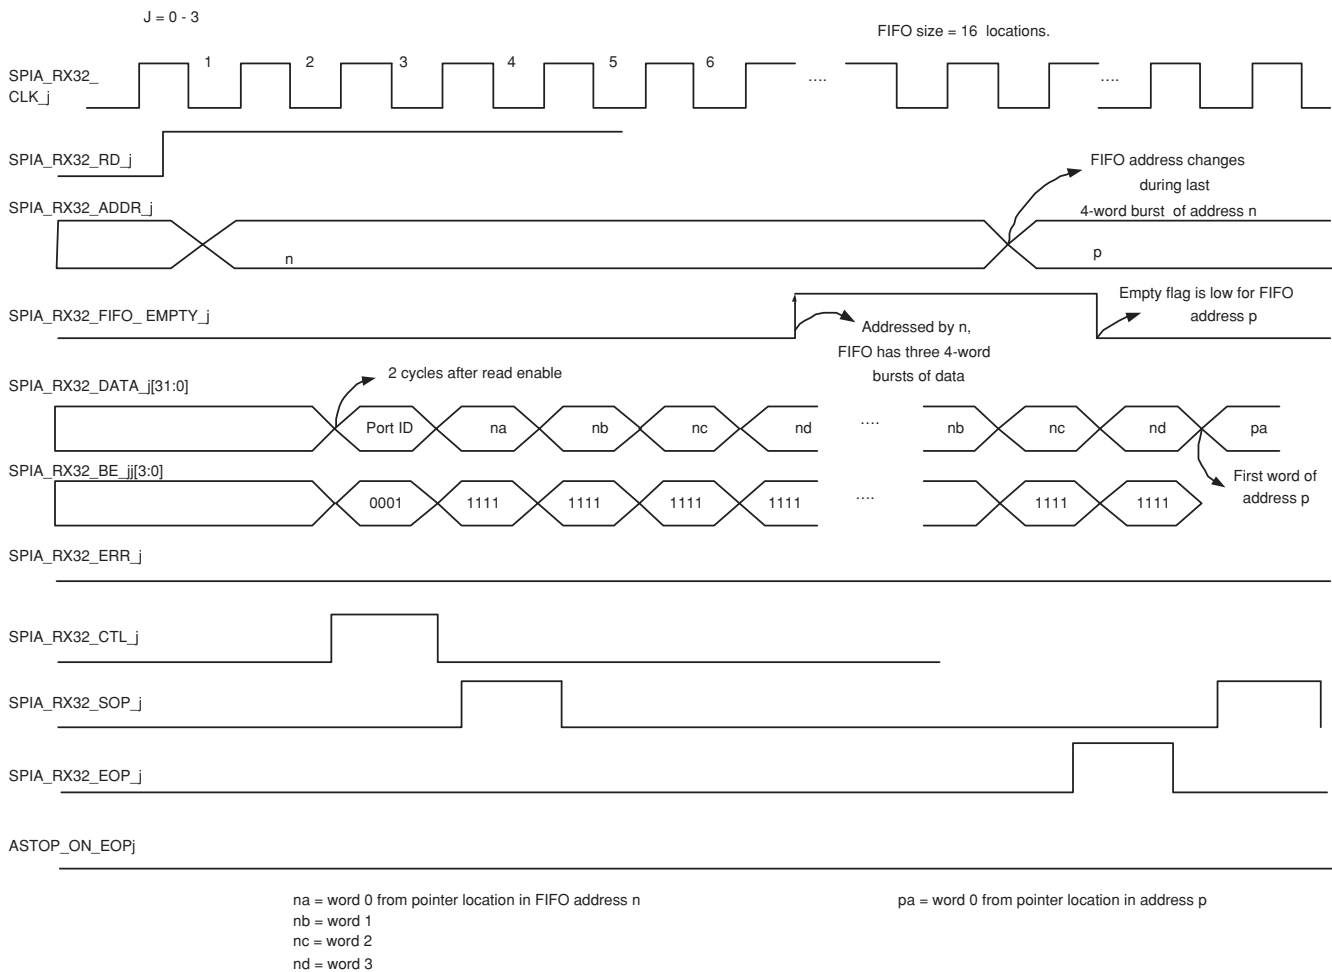 J = 0 - 3
FIFO size = 16 locations.
1 2 3 4 5 6
SPIA_RX32_
CLK_j
....
....
SPIA_RX32_RD_j
FIFO address changes
during last
4-word burst of address n
SPIA_RX32_ADDR_j
n
p
SPIA_RX32_FIFO_ EMPTY_j
Empty flag is low for FIFO
address p
Addressed by n,
FIFO has three 4-word
bursts of data
2 cycles after read enable
SPIA_RX32_DATA_j[31:0]
Port ID na nb nc nd .... nb nc nd pa
SPIA_RX32_BE_jj[3:0]
First word of
address p
0001 1111 1111 1111 1111 .... 1111 1111
SPIA_RX32_ERR_j
SPIA_RX32_CTL_j
SPIA_RX32_SOP_j
SPIA_RX32_EOP_j
ASTOP_ON_EOPj
na = word 0 from pointer location in FIFO address n
nb = word 1
nc = word 2
nd = word 3
pa = word 0 from pointer location in address p